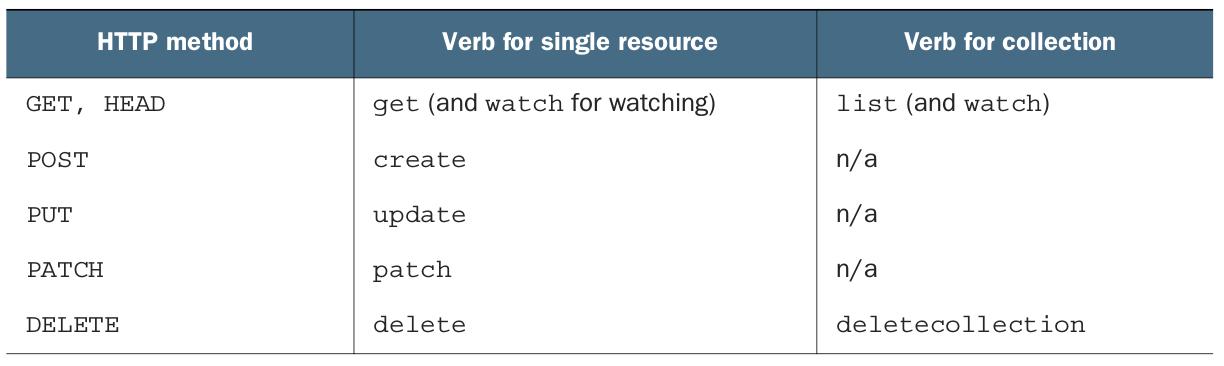 HTTP method Verb for single resource Verb for collection
GET, HEAD get (and watch for watching) list (and watch)
POST create n/a
PUT update n/a
PATCH patch n/a
DELETE delete deletecollection